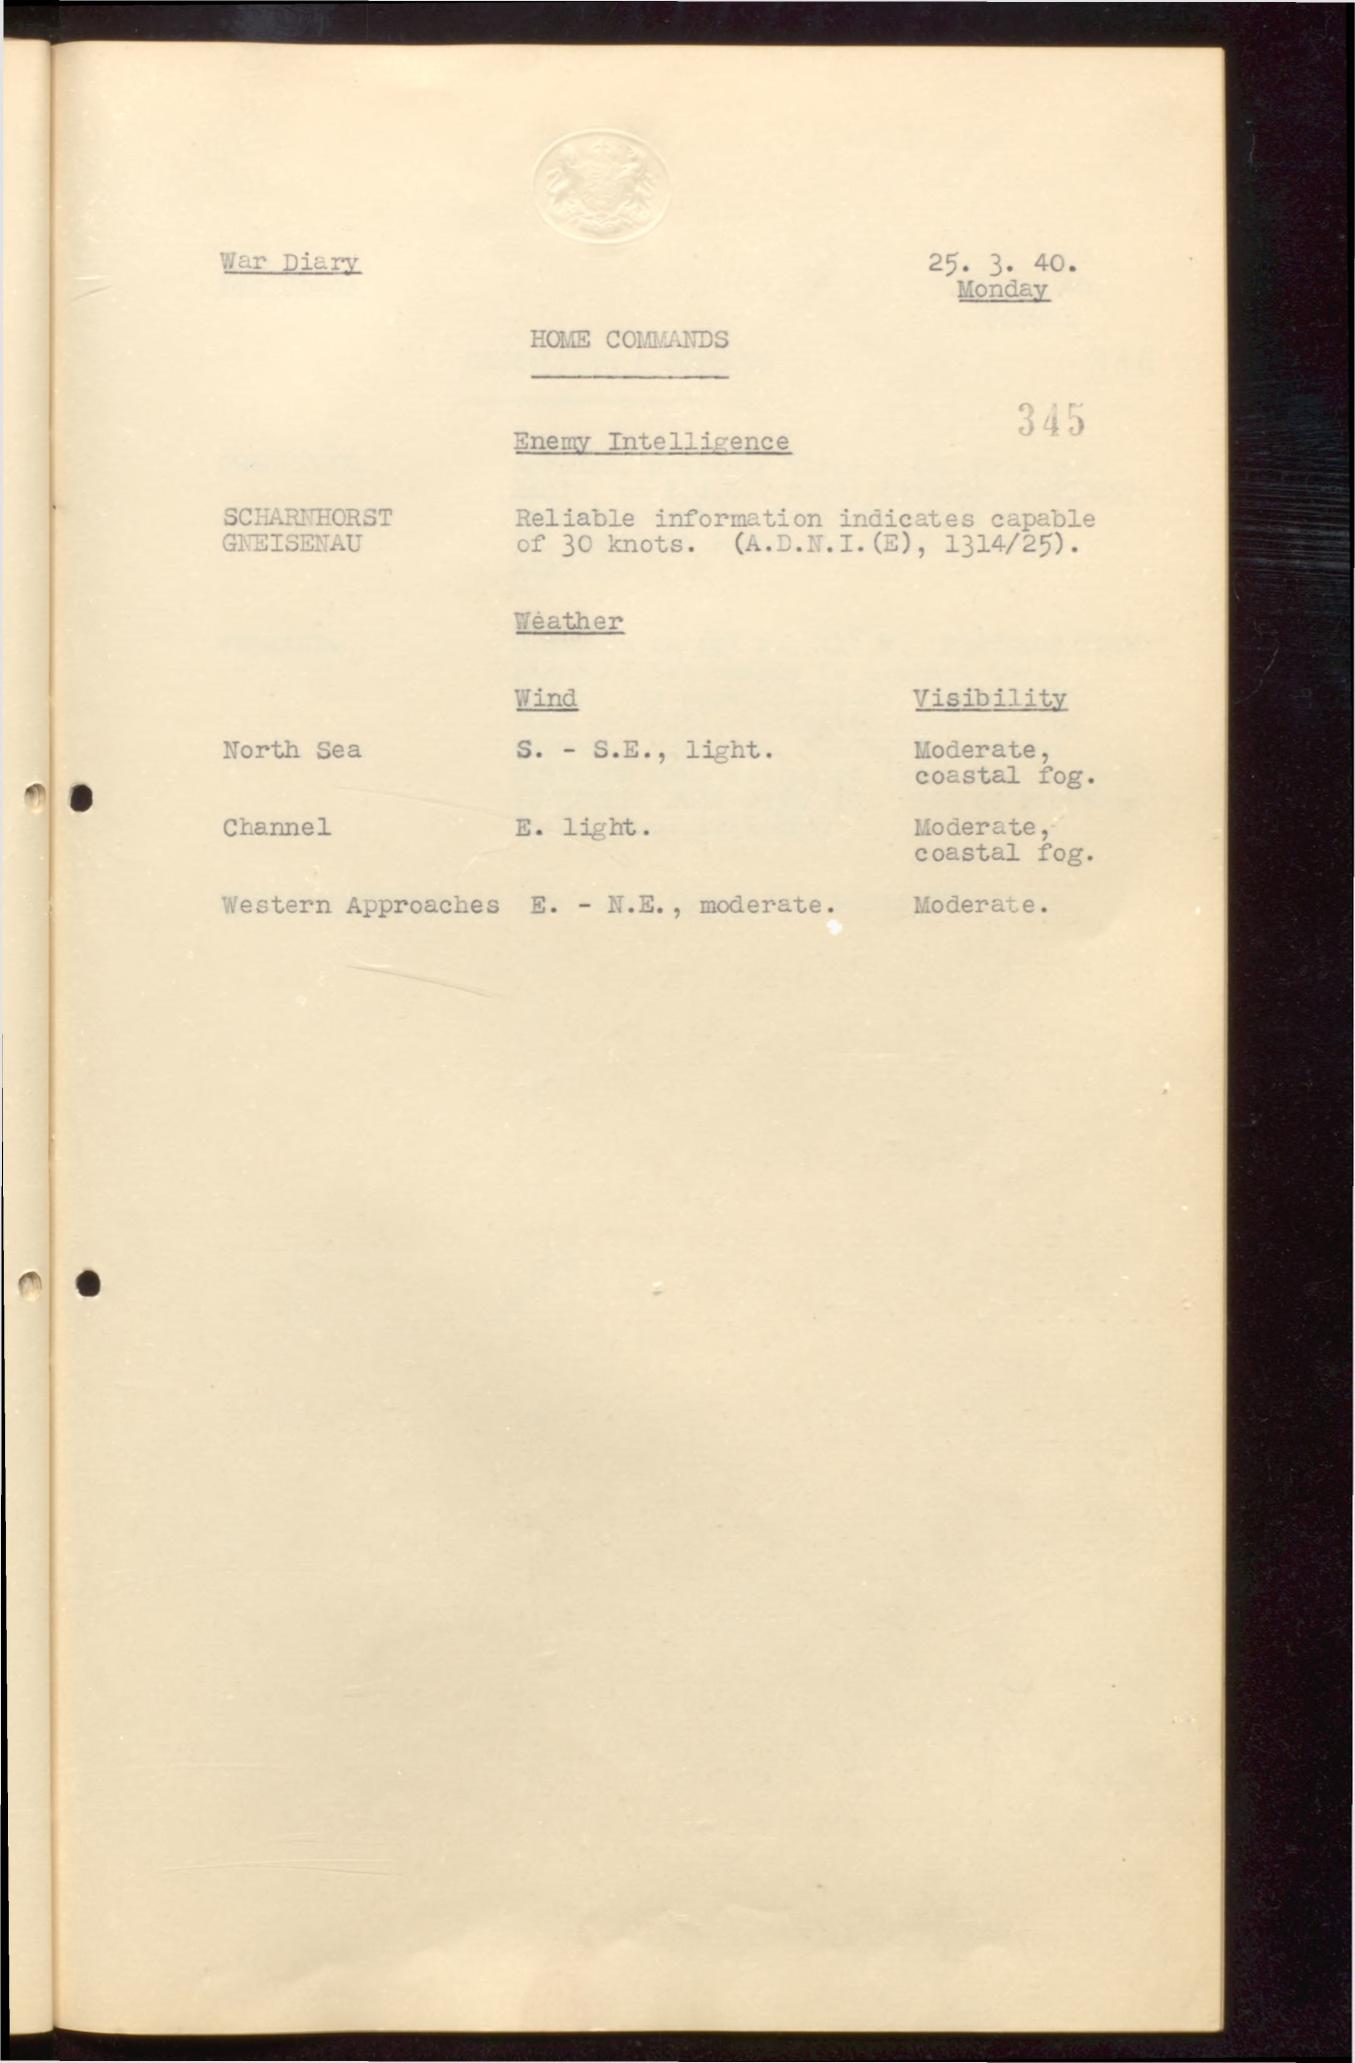 War Diary 25. 3. 40.
Monday
HOME COMMANDS
345
Enemy Intelligence
SCHARNHORST Reliable information indicates capable
GNEISENAU of 30 knots. (A.D.N.I.(E), 1314/25).
Weather
Wind Visibility
North Sea S. - S.E., light. Moderate,
coastal fog.
Channel E. light. Moderate,
coastal fog.
Western Approaches E. - N.E., moderate. Moderate.